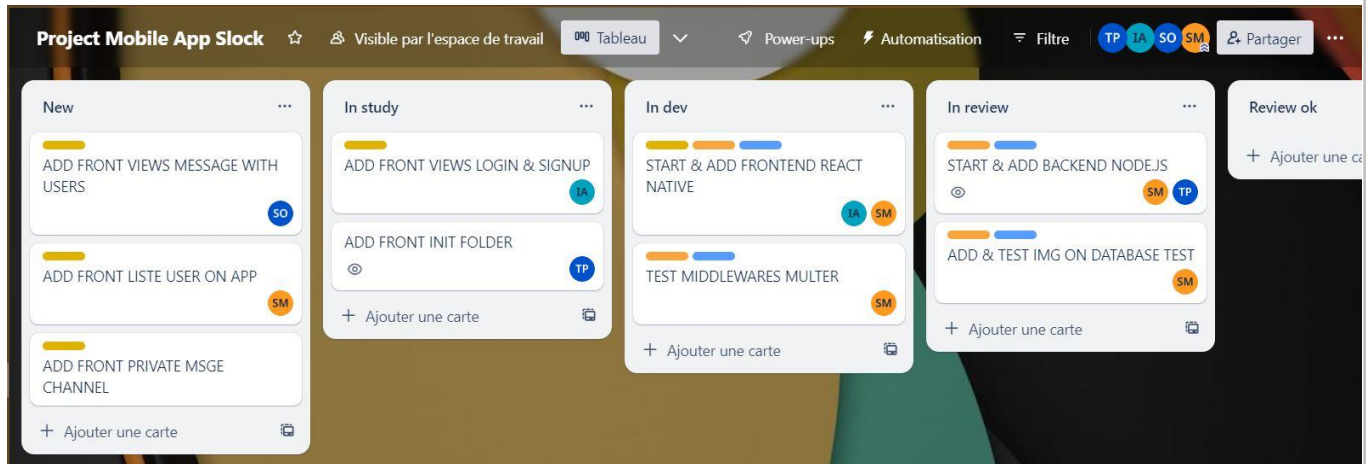 Project Mobile App Slock
Visible par l'espace de travail
Tableau
Power-ups
Automatisation
Filtre
TP
IA
SO
SM
Partager
New
ADD FRONT VIEWS MESSAGE WITH
USERS
SO
ADD FRONT LISTE USER ON APP
SM
ADD FRONT PRIVATE MSGE
CHANNEL
+ Ajouter une carte
In study
ADD FRONT VIEWS LOGIN & SIGNUP
IA
ADD FRONT INIT FOLDER
TP
+ Ajouter une carte
In dev
START & ADD FRONTEND REACT
NATIVE
IA SM
TEST MIDDLEWARES MULTER
SM
+ Ajouter une carte
In review
START & ADD BACKEND NODE.JS
SM TP
ADD & TEST IMG ON DATABASE TEST
SM
+ Ajouter une carte
Review ok
+ Ajouter une